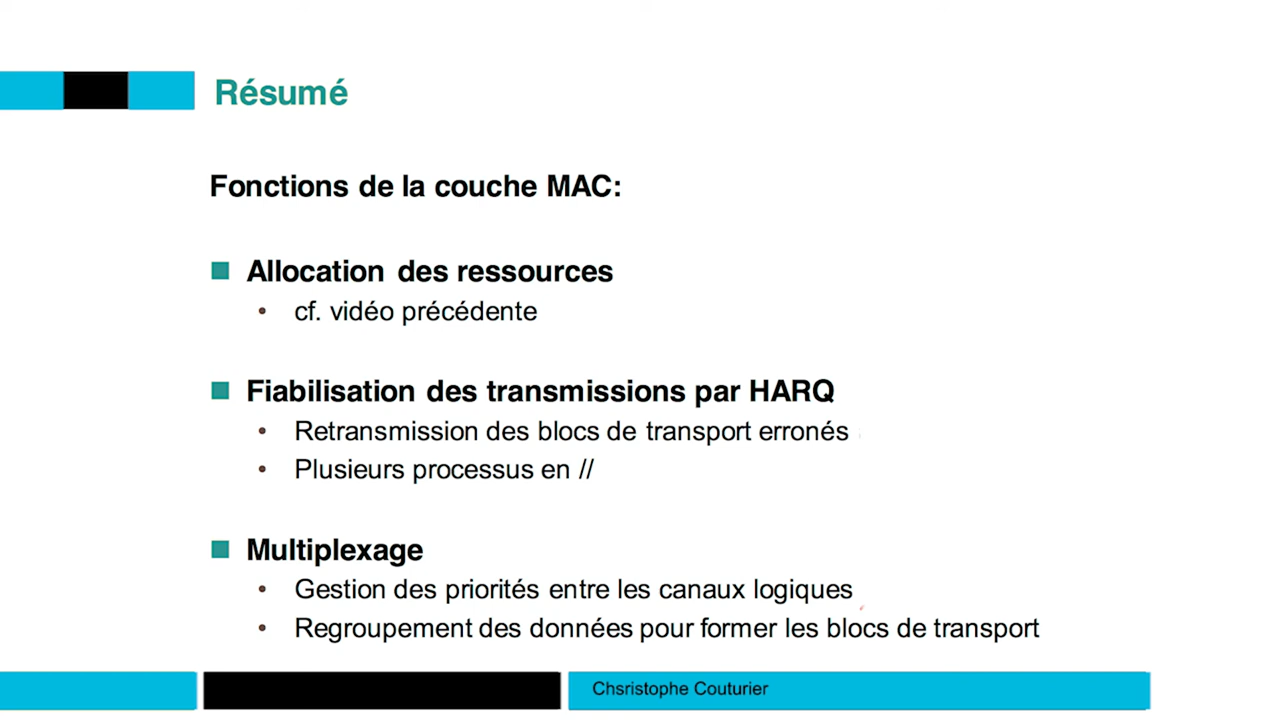 Résumé
Fonctions de la couche MAC:
Allocation des ressources
cf. vidéo précédente
Fiabilisation des transmissions par HARQ
Retransmission des blocs de transport erronés
Plusieurs processus en //
Multiplexage
Gestion des priorités entre les canaux logiques
Regroupement des données pour former les blocs de transport
Chsristophe Couturier